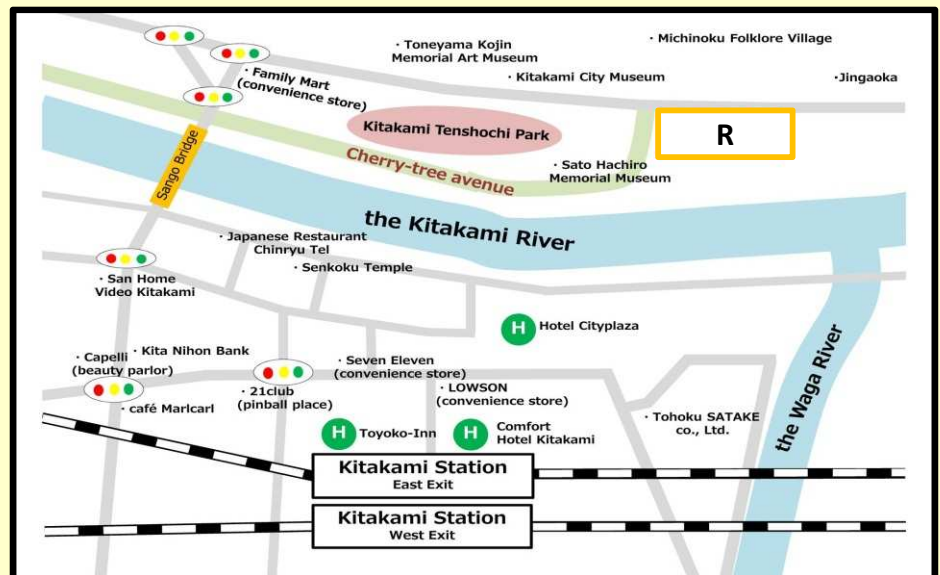 · Toneyama Kojin
Memorial Art Museum
· Michinoku Folklore Village
· Family Mart
(convenience store)
· Kitakami City Museum
·Jingaoka
Kitakami Tenshochi Park
R
Sango Bridge
Cherry-tree avenue
· Sato Hachiro
Memorial Museum
the Kitakami River
· Japanese Restaurant
Chinryu Tel
· Senkoku Temple
· San Home
Video Kitakami
H
Hotel Cityplaza
the Waga River
· Capelli
(beauty parlor)
· Kita Nihon Bank
· Seven Eleven
(convenience store)
· 21club
(pinball place)
· LOWSON
(convenience store)
· café Marlcarl
· Tohoku SATAKE
co., Ltd.
H
Toyoko-Inn
H
Comfort
Hotel Kitakami
Kitakami Station
East Exit
Kitakami Station
West Exit